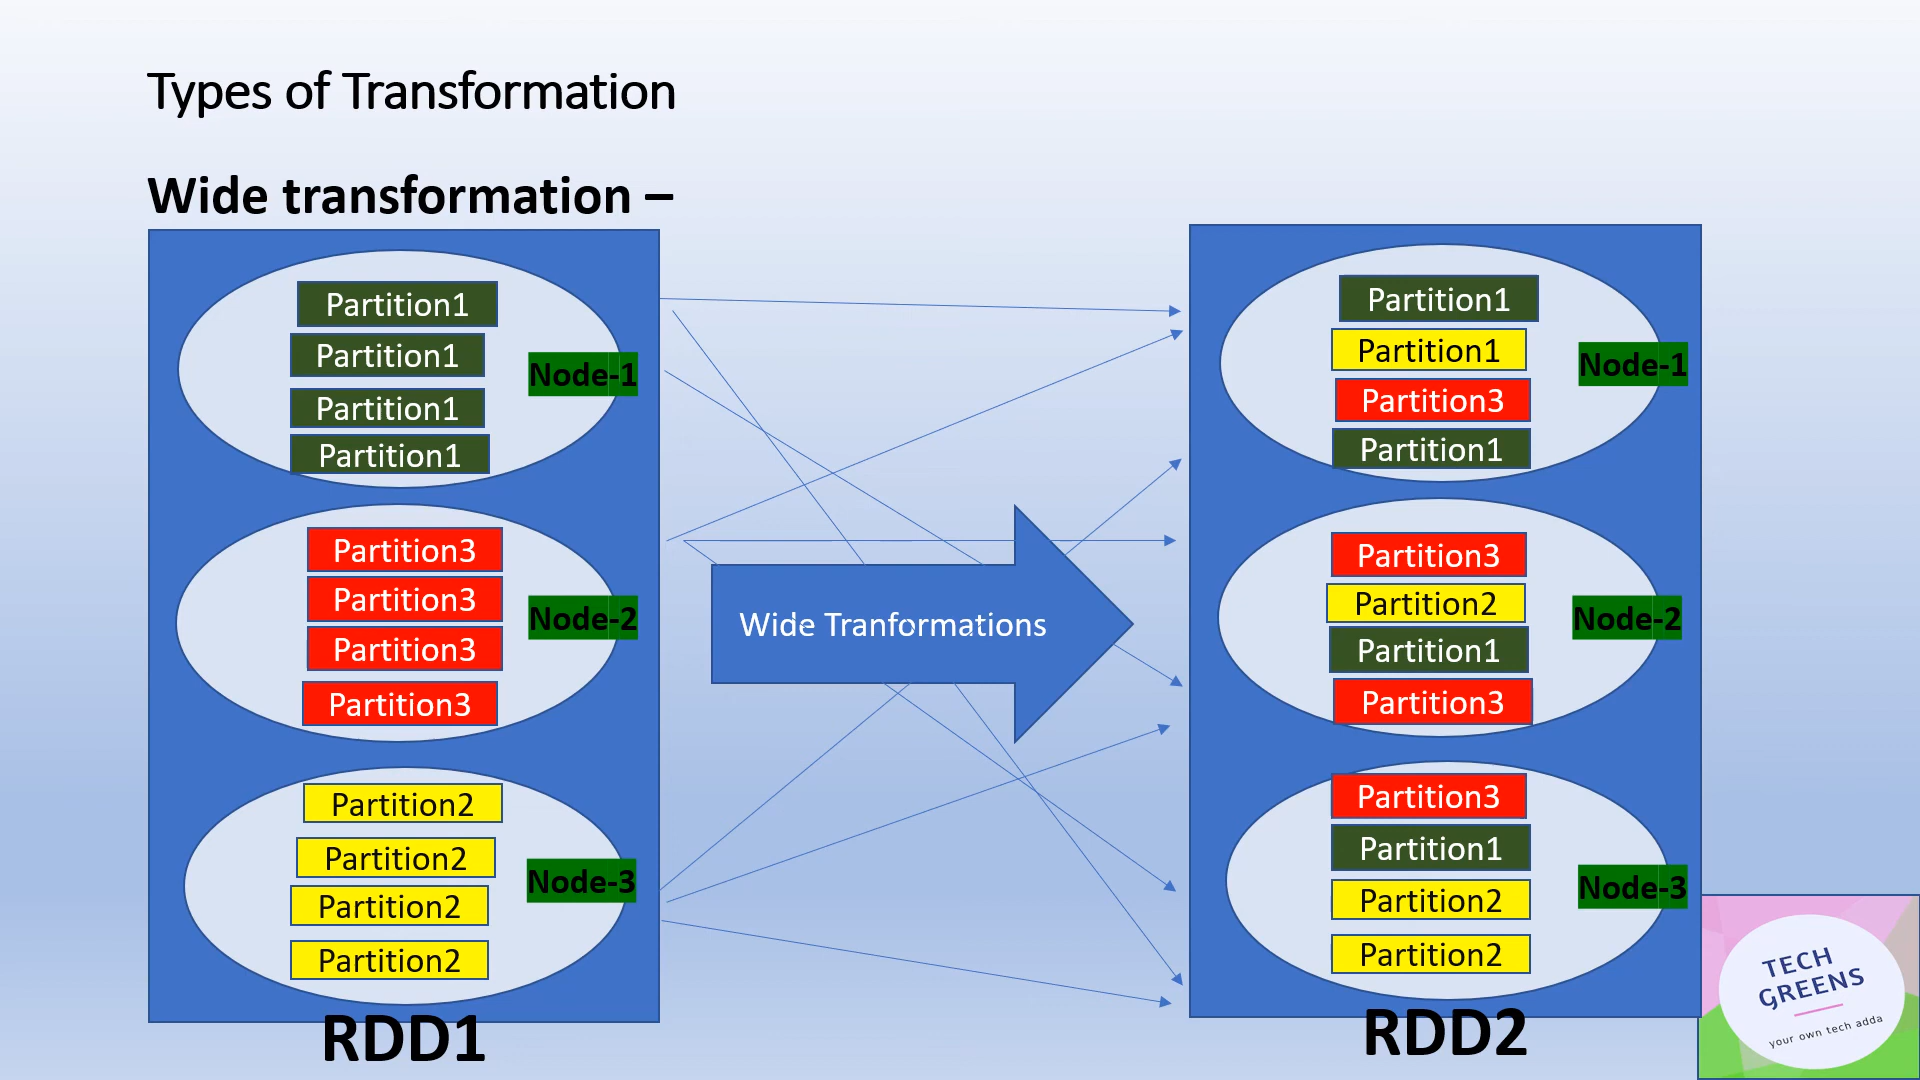 Types of Transformation
Wide transformation –
Partition1
Partition1
Partition1
Partition1
Node-1
Partition3
Partition3
Partition3
Partition3
Node-2
Partition2
Partition2
Partition2
Partition2
Node-3
RDD1
Wide Tranformations
Partition1
Partition1
Partition3
Partition1
Node-1
Partition3
Partition2
Partition1
Partition3
Node-2
Partition3
Partition1
Partition2
Partition2
Node-3
RDD2
TECH
GREENS
your own tech adda